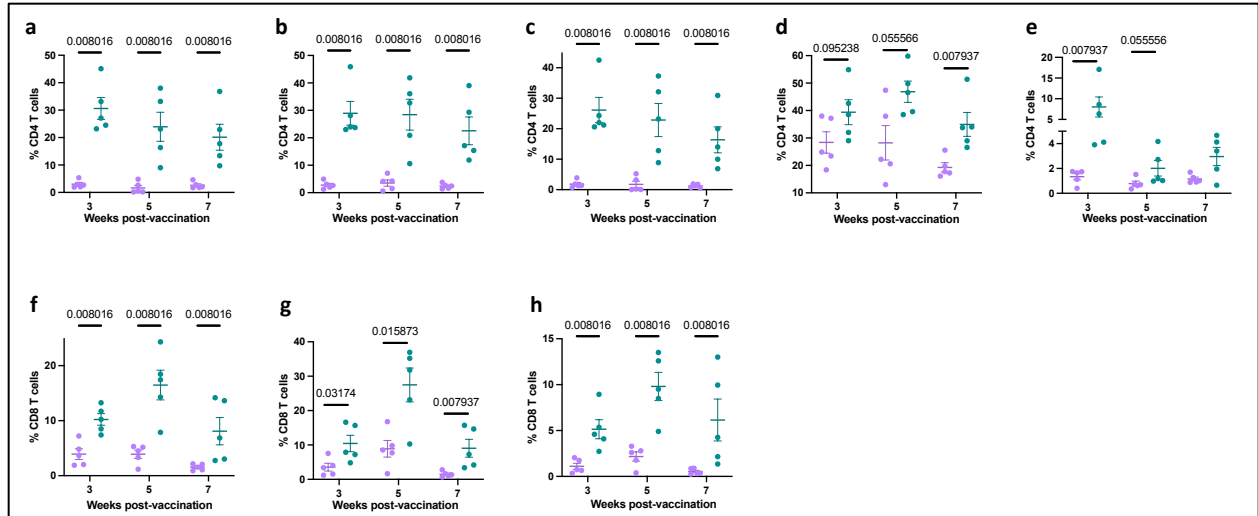 a
0.008016 0.008016 0.008016
50
40
30
20
10
0
% CD4 T cells
3 5 7
Weeks post-vaccination
b
0.008016 0.008016 0.008016
50
40
30
20
10
0
% CD4 T cells
3 5 7
Weeks post-vaccination
c
0.008016 0.008016 0.008016
40
20
0
% CD4 T cells
3 5 7
Weeks post-vaccination
d
0.095238 0.055566 0.007937
60
50
40
30
20
10
% CD4 T cells
3 5 7
Weeks post-vaccination
e
0.007937 0.055556
20
15
10
5
4
2
0
% CD4 T cells
3 5 7
Weeks post-vaccination
f
0.008016 0.008016 0.008016
20
10
0
% CD8 T cells
3 5 7
Weeks post-vaccination
g
0.03174 0.015873 0.007937
40
30
20
10
0
% CD8 T cells
3 5 7
Weeks post-vaccination
h
0.008016 0.008016 0.008016
15
10
5
0
% CD8 T cells
3 5 7
Weeks post-vaccination